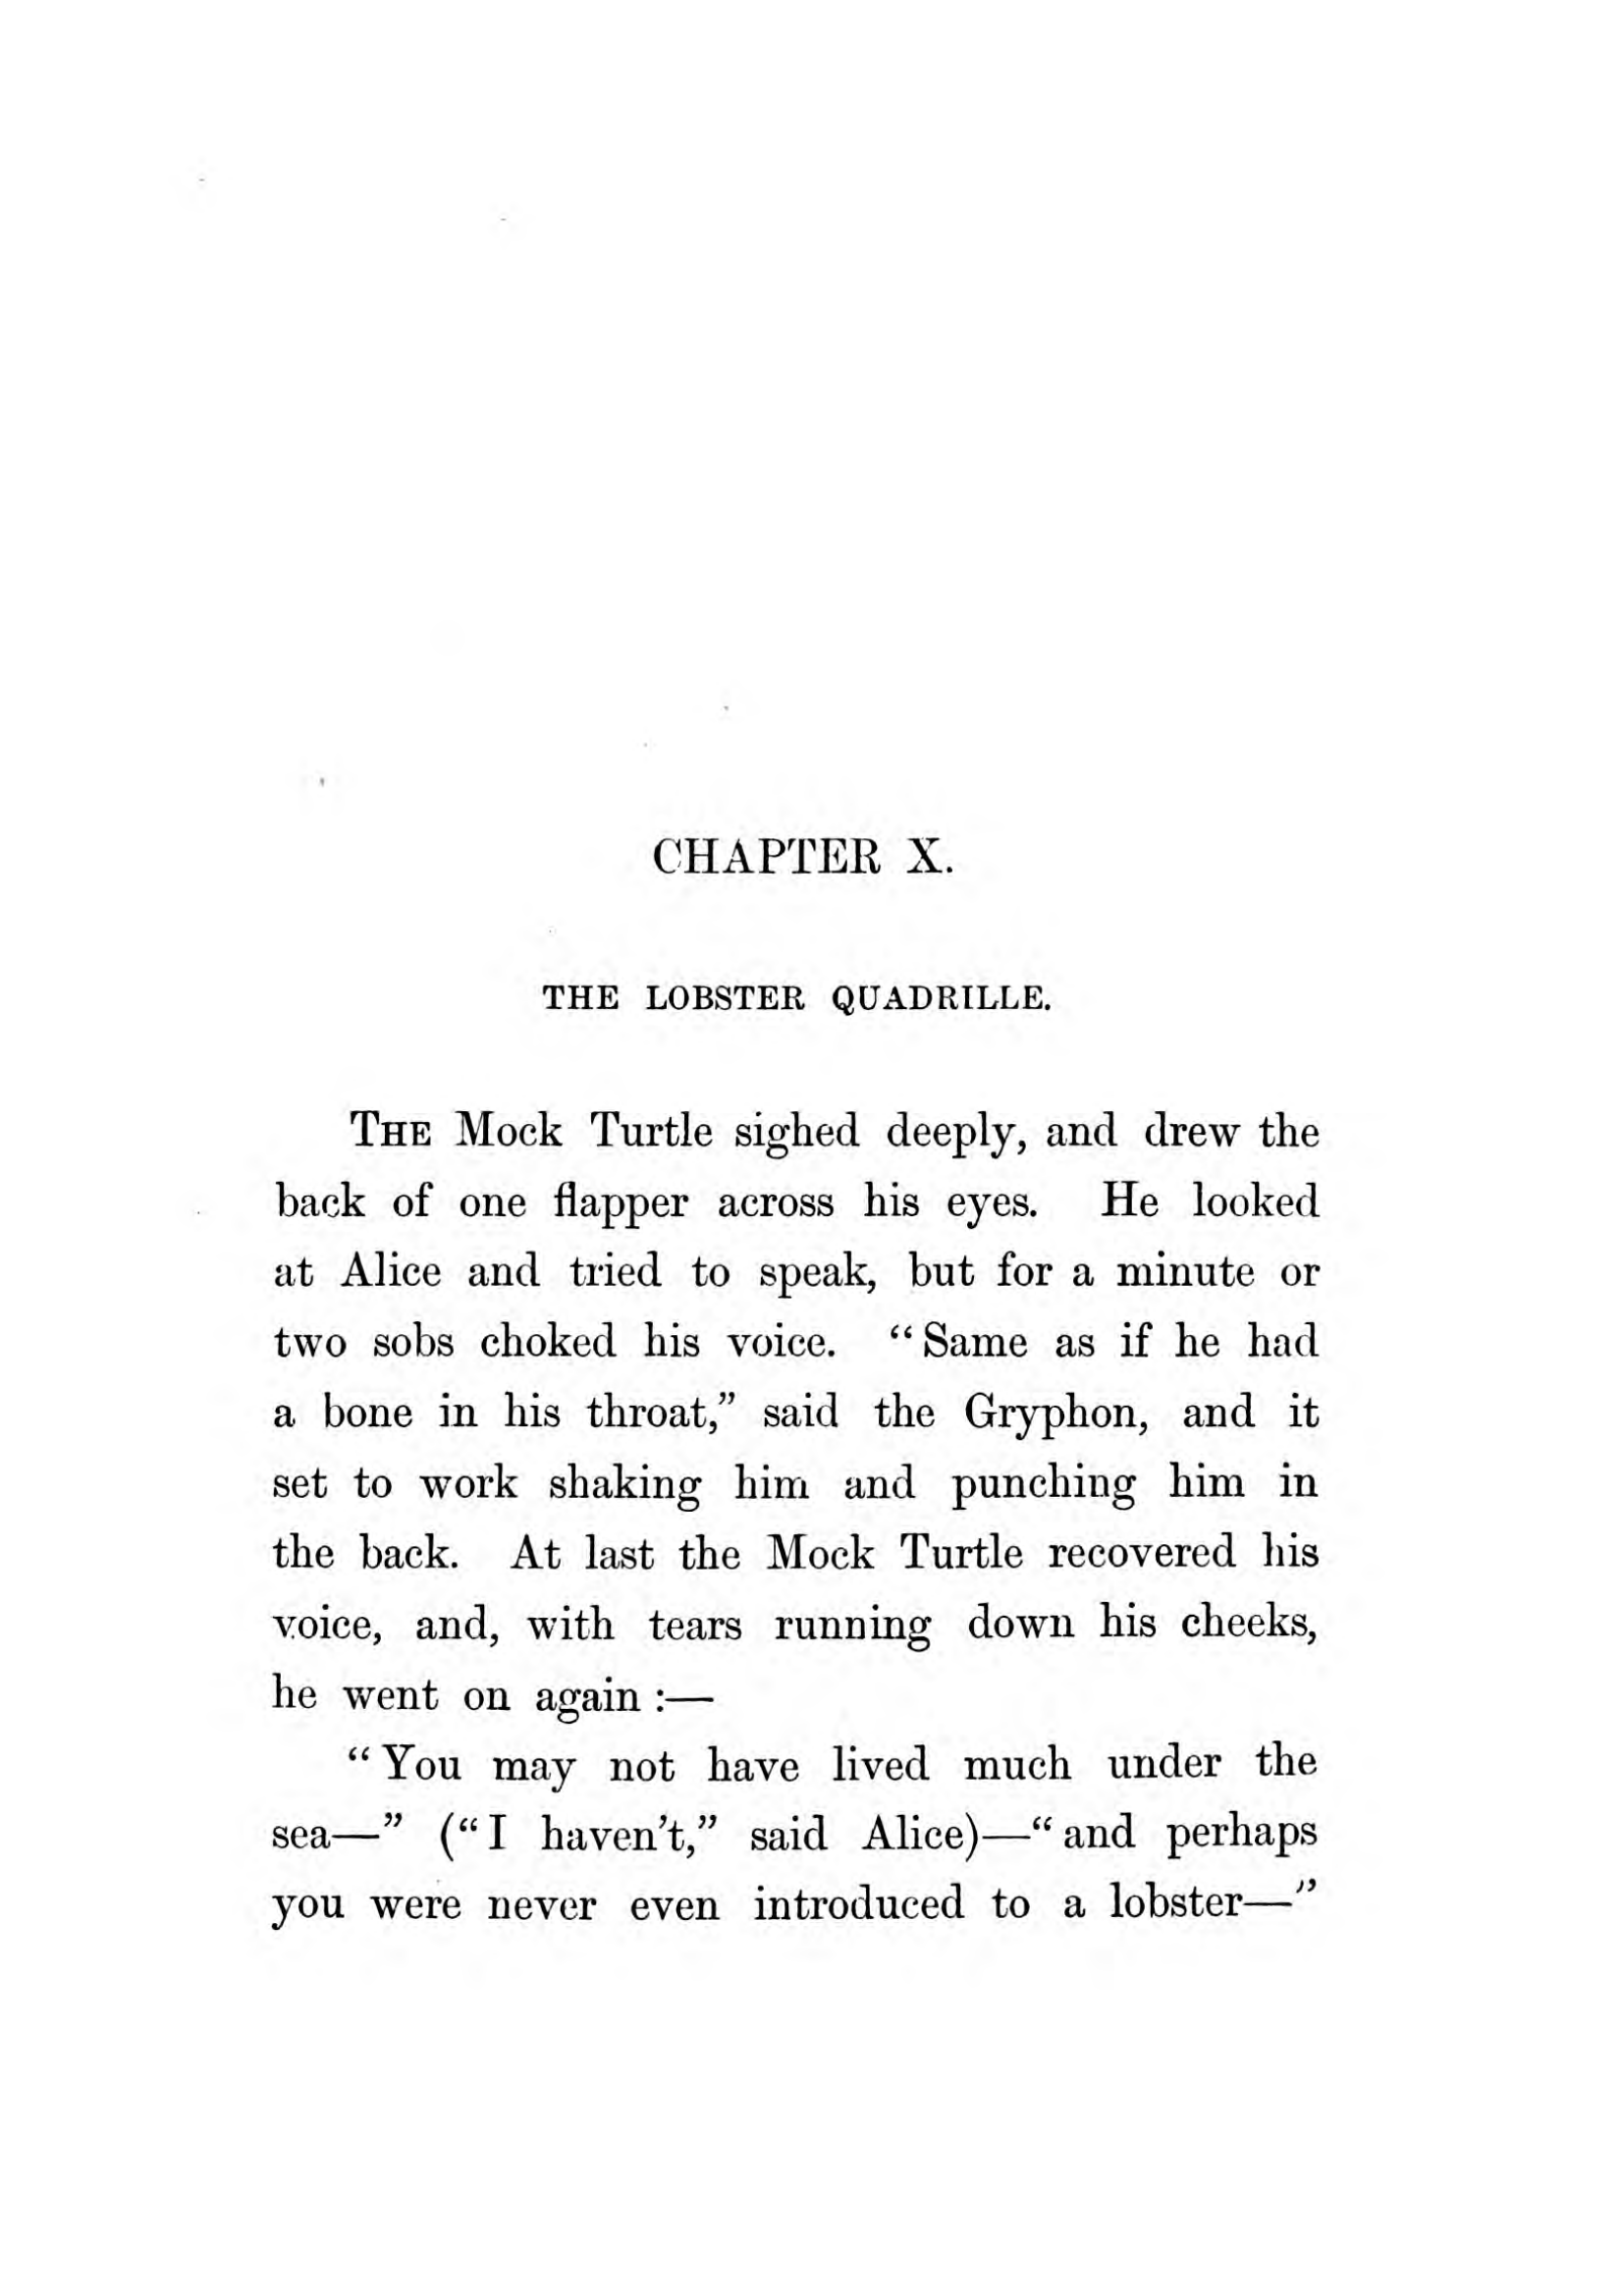 CHAPTER X.
THE LOBSTER QUADRILLE.
THE Mock Turtle sighed deeply, and drew the
back of one flapper across his eyes. He looked
at Alice and tried to speak, but for a minute or
two sobs choked his voice. “Same as if he had
a bone in his throat,” said the Gryphon, and it
set to work shaking him and punching him in
the back. At last the Mock Turtle recovered his
voice, and, with tears running down his cheeks,
he went on again :—
“You may not have lived much under the
sea—” (“I haven't,” said Alice)—“and perhaps
you were never even introduced to a lobster—”